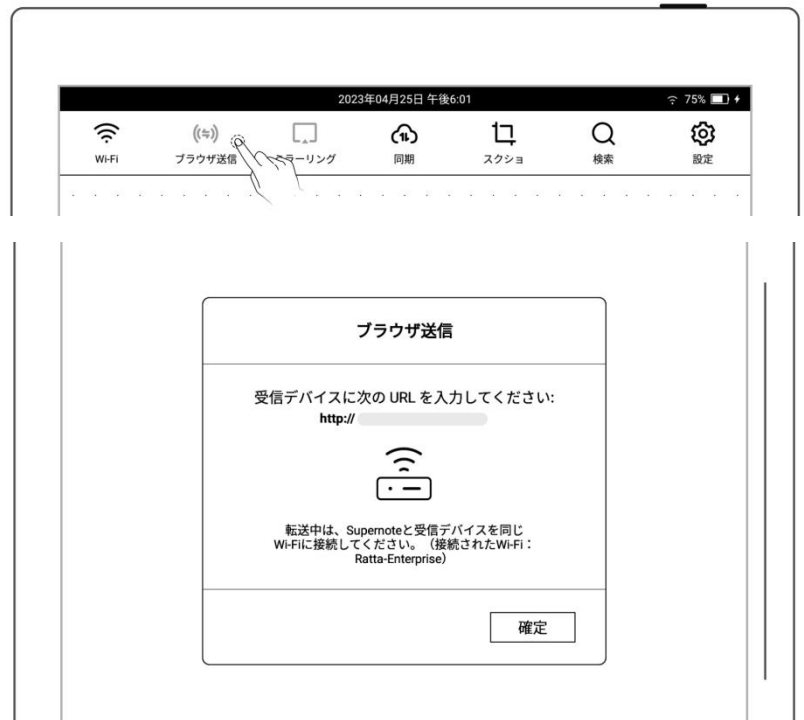 2023年04月25日 午後6:01
75%
Wi-Fi
ブラウザ送信
ラーリング
同期
スクショ
検索
設定
ブラウザ送信
受信デバイスに次の URL を入力してください:
http://
転送中は、Supernoteと受信デバイスを同じ
Wi-Fiに接続してください。（接続されたWi-Fi：
Ratta-Enterprise）
確定